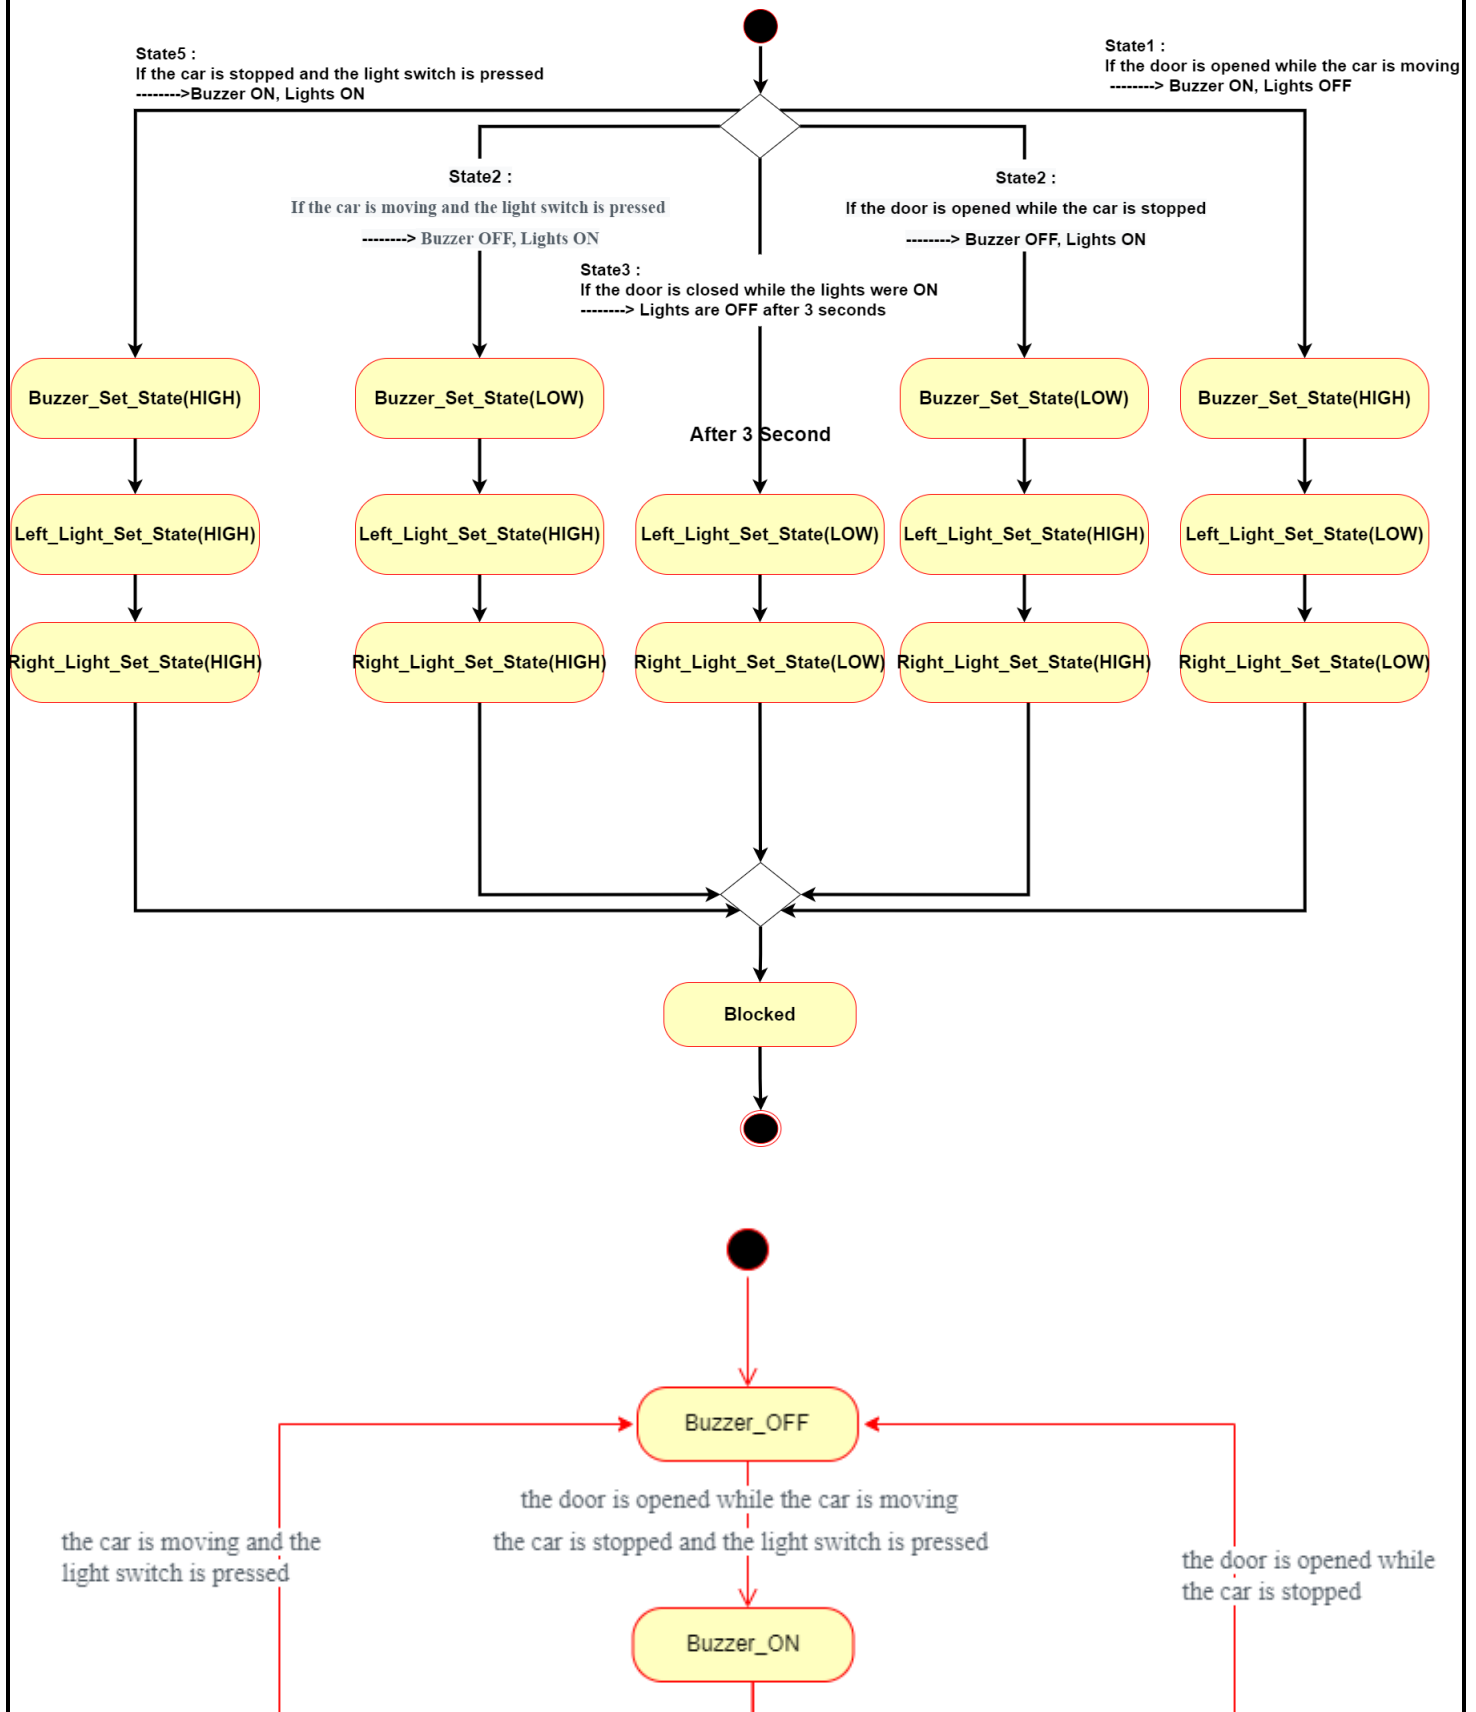 State5 :
If the car is stopped and the light switch is pressed
-------->Buzzer ON, Lights ON
State1 :
If the door is opened while the car is moving
--------> Buzzer ON, Lights OFF
State2 :
If the car is moving and the light switch is pressed
--------> Buzzer OFF, Lights ON
State2 :
If the door is opened while the car is stopped
--------> Buzzer OFF, Lights ON
State3 :
If the door is closed while the lights were ON
--------> Lights are OFF after 3 seconds
Buzzer_Set_State(HIGH)
Buzzer_Set_State(LOW)
Buzzer_Set_State(LOW)
Buzzer_Set_State(HIGH)
After 3 Second
Left_Light_Set_State(HIGH)
Left_Light_Set_State(HIGH)
Left_Light_Set_State(LOW)
Left_Light_Set_State(HIGH)
Left_Light_Set_State(LOW)
Right_Light_Set_State(HIGH)
Right_Light_Set_State(HIGH)
Right_Light_Set_State(LOW)
Right_Light_Set_State(HIGH)
Right_Light_Set_State(LOW)
Blocked
Buzzer_OFF
the door is opened while the car is moving
the car is stopped and the light switch is pressed
the car is moving and the
light switch is pressed
the door is opened while
the car is stopped
Buzzer_ON